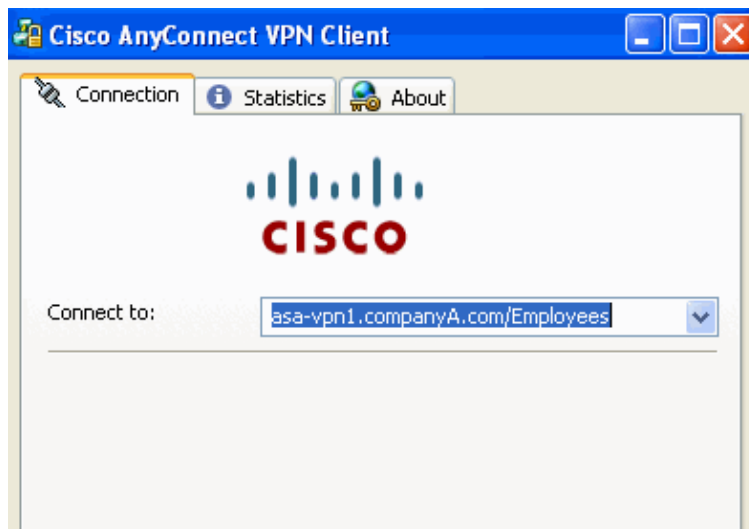 Cisco AnyConnect VPN Client
Connection Statistics About
CISCO
Connect to: asa-vpn1.companyA.com/Employees